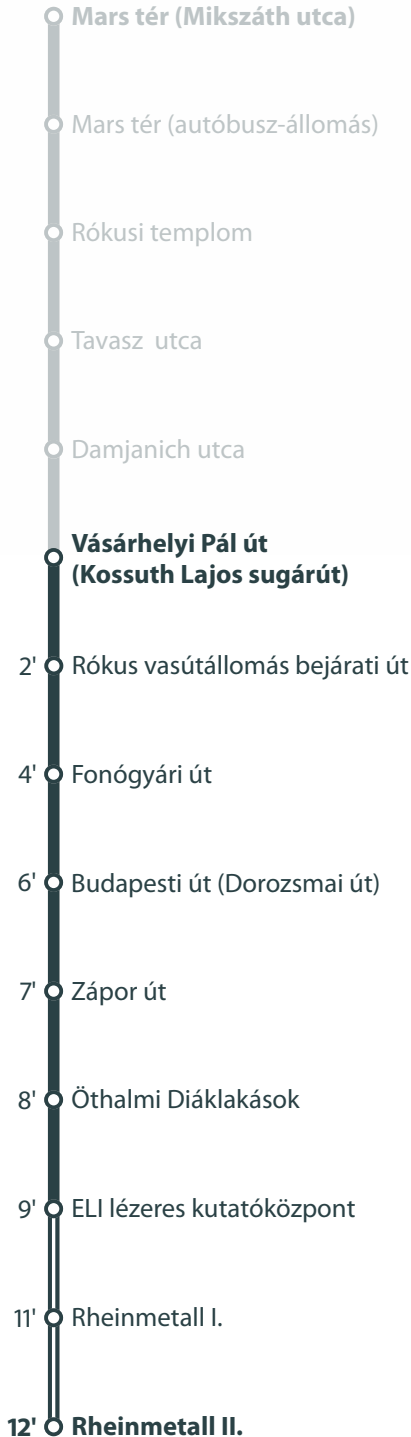 Mars tér (Mikszáth utca)
Mars tér (autóbusz-állomás)
Rókusi templom
Tavasz utca
Damjanich utca
Vásárhelyi Pál út
(Kossuth Lajos sugárút)
2' Rókus vasútállomás bejárati út
4' Fonógyári út
6' Budapesti út (Dorozsmai út)
7' Zápor út
8' Öthalmi Diáklakások
9' ELI lézeres kutatóközpont
11' Rheinmetall I.
12' Rheinmetall II.